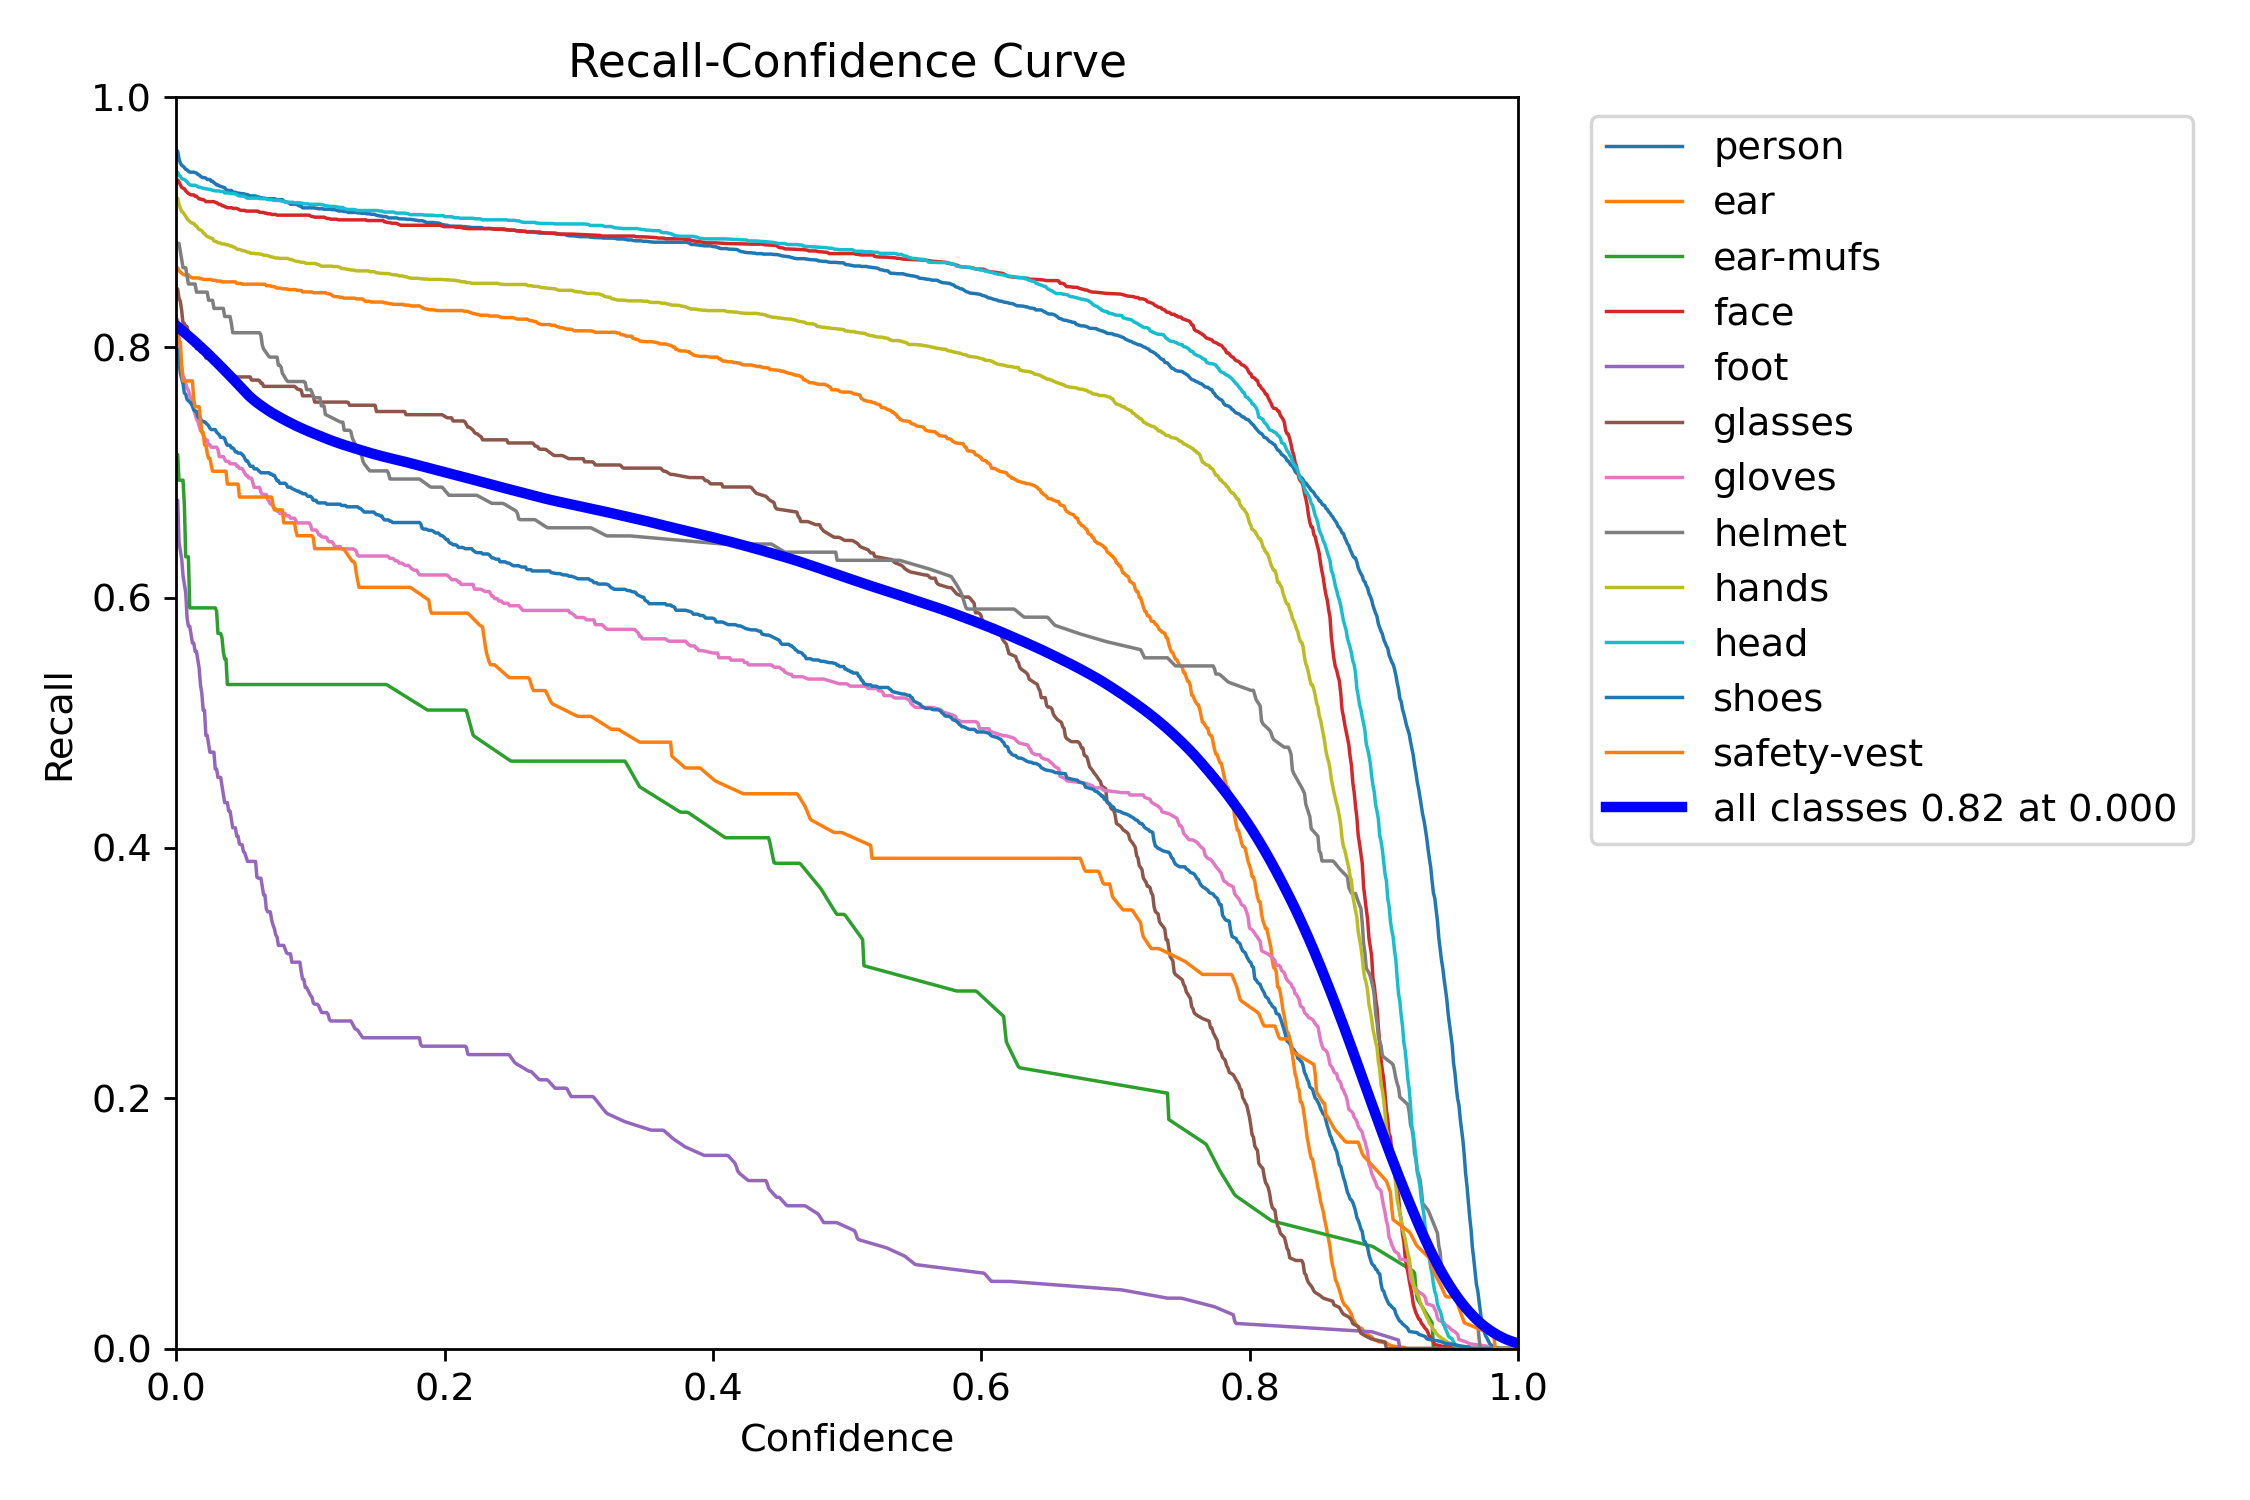 Recall-Confidence Curve
1.0
0.8
0.6
0.4
0.2
0.0
Recall
0.0 0.2 0.4 0.6 0.8 1.0
Confidence
person
ear
ear-mufs
face
foot
glasses
gloves
helmet
hands
head
shoes
safety-vest
all classes 0.82 at 0.000